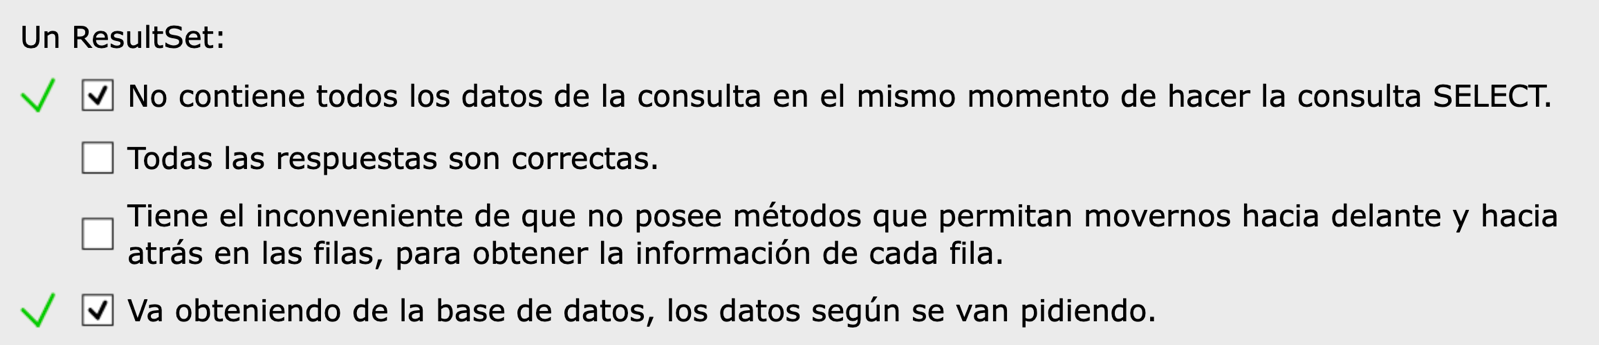 Un ResultSet:
No contiene todos los datos de la consulta en el mismo momento de hacer la consulta SELECT.
Todas las respuestas son correctas.
Tiene el inconveniente de que no posee métodos que permitan movernos hacia delante y hacia
atrás en las filas, para obtener la información de cada fila.
Va obteniendo de la base de datos, los datos según se van pidiendo.